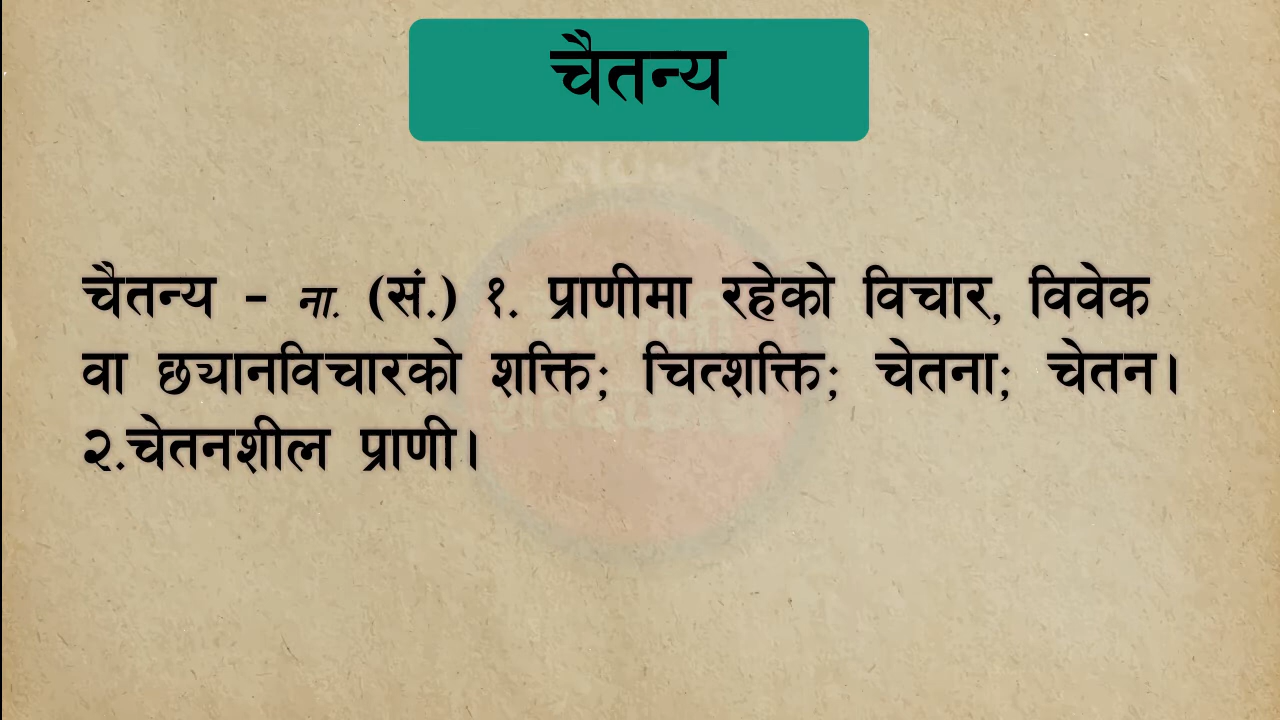 चैतन्य
चैतन्य - ना. (सं.) १. प्राणीमा रहेको विचार, विवेक
वा छ्यानविचारको शक्ति; चित्शक्ति; चेतना; चेतन।
२.चेतनशील प्राणी।